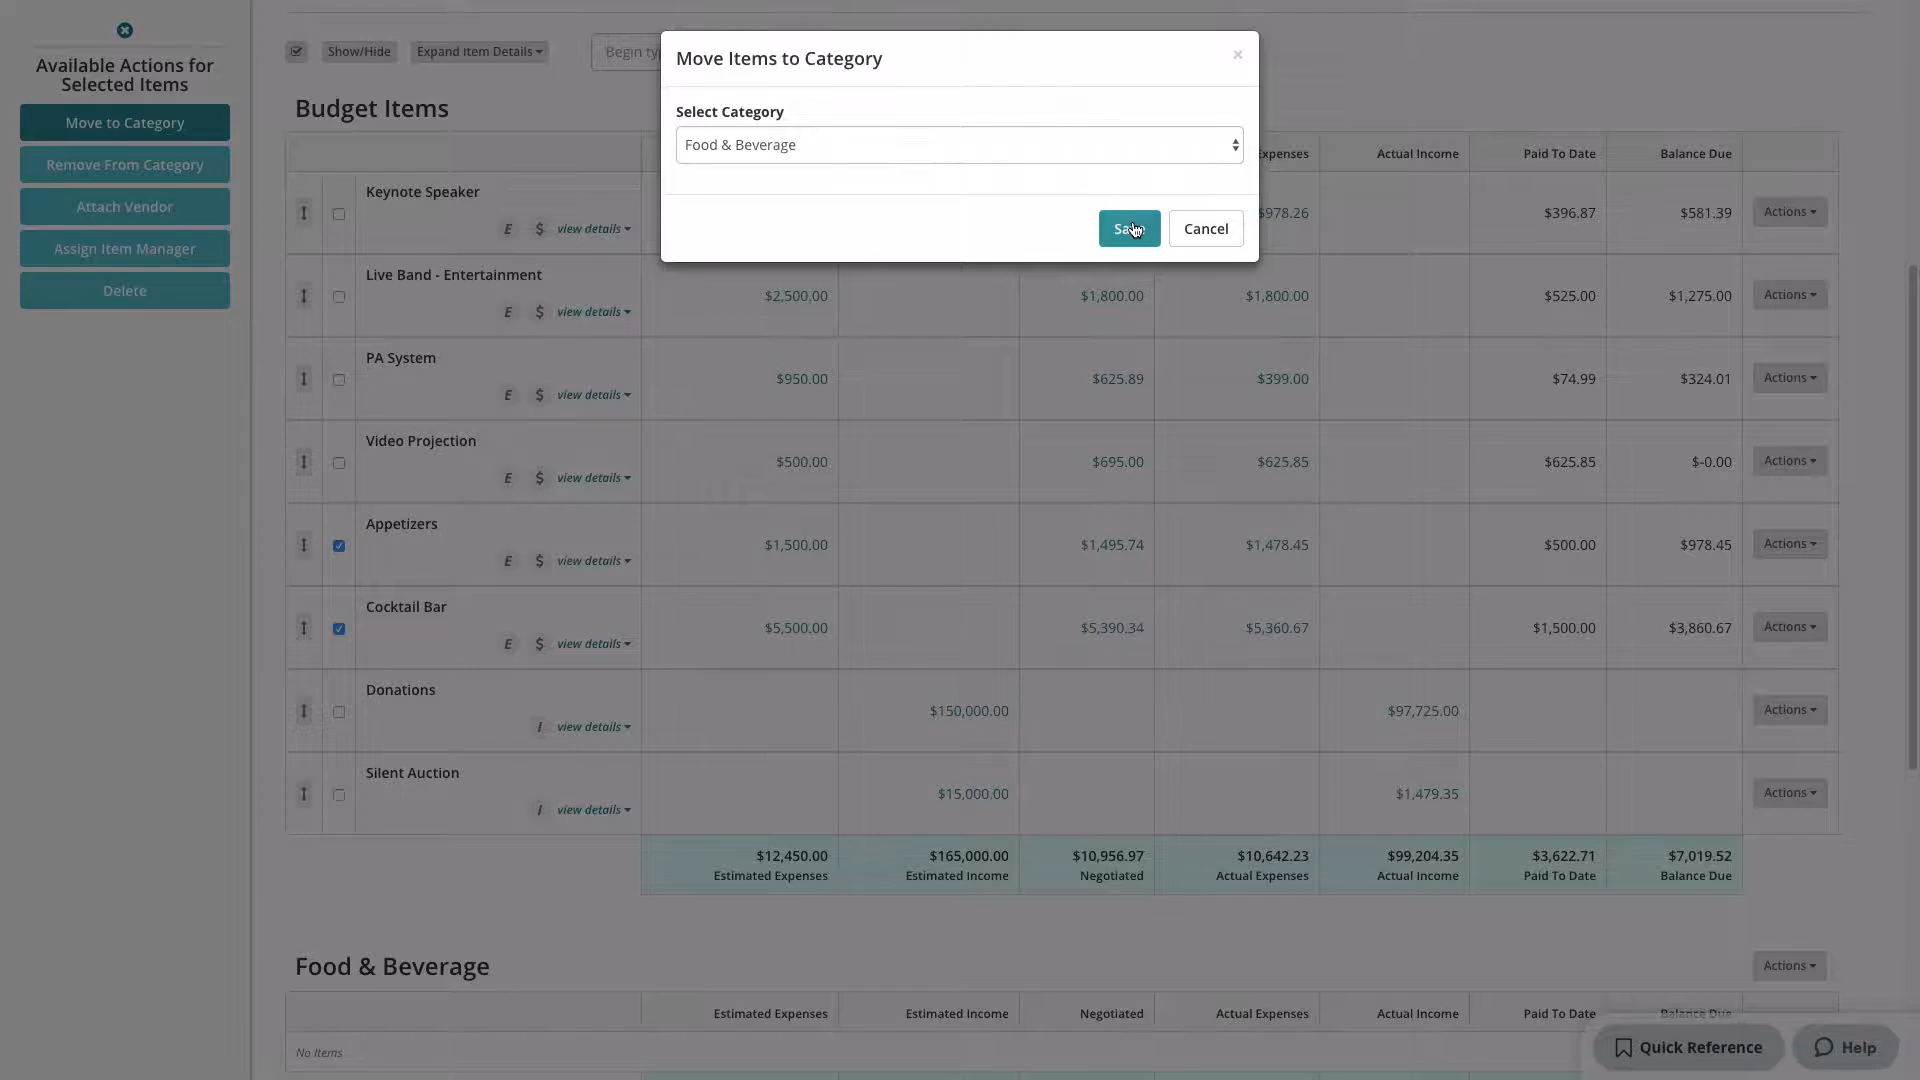 Available Actions for
Selected Items
Move to Category
Remove From Category
Attach Vendor
Assign Item Manager
Delete
Show/Hide
Expand Item Details
Begin
Move Items to Category
×
Select Category
Food & Beverage
Cancel
Budget Items
Expenses Actual Income Paid To Date Balance Due
Keynote Speaker
E $ view details
$978.26 $396.87 $581.39 Actions
Live Band - Entertainment
E $ view details
$2,500.00 $1,800.00 $1,800.00 $525.00 $1,275.00 Actions
PA System
E $ view details
$950.00 $625.89 $399.00 $74.99 $324.01 Actions
Video Projection
E $ view details
$500.00 $695.00 $625.85 $625.85 $-0.00 Actions
Appetizers
E $ view details
$1,500.00 $1,495.74 $1,478.45 $500.00 $978.45 Actions
Cocktail Bar
E $ view details
$5,500.00 $5,390.34 $5,360.67 $1,500.00 $3,860.67 Actions
Donations
I view details
$150,000.00 $97,725.00 Actions
Silent Auction
I view details
$15,000.00 $1,479.35 Actions
$12,450.00 $165,000.00 $10,956.97 $10,642.23 $99,204.35 $3,622.71 $7,019.52
Estimated Expenses Estimated Income Negotiated Actual Expenses Actual Income Paid To Date Balance Due
Food & Beverage
Actions
Estimated Expenses Estimated Income Negotiated Actual Expenses Actual Income Paid To Date Balance Due
No Items
Quick Reference
Help